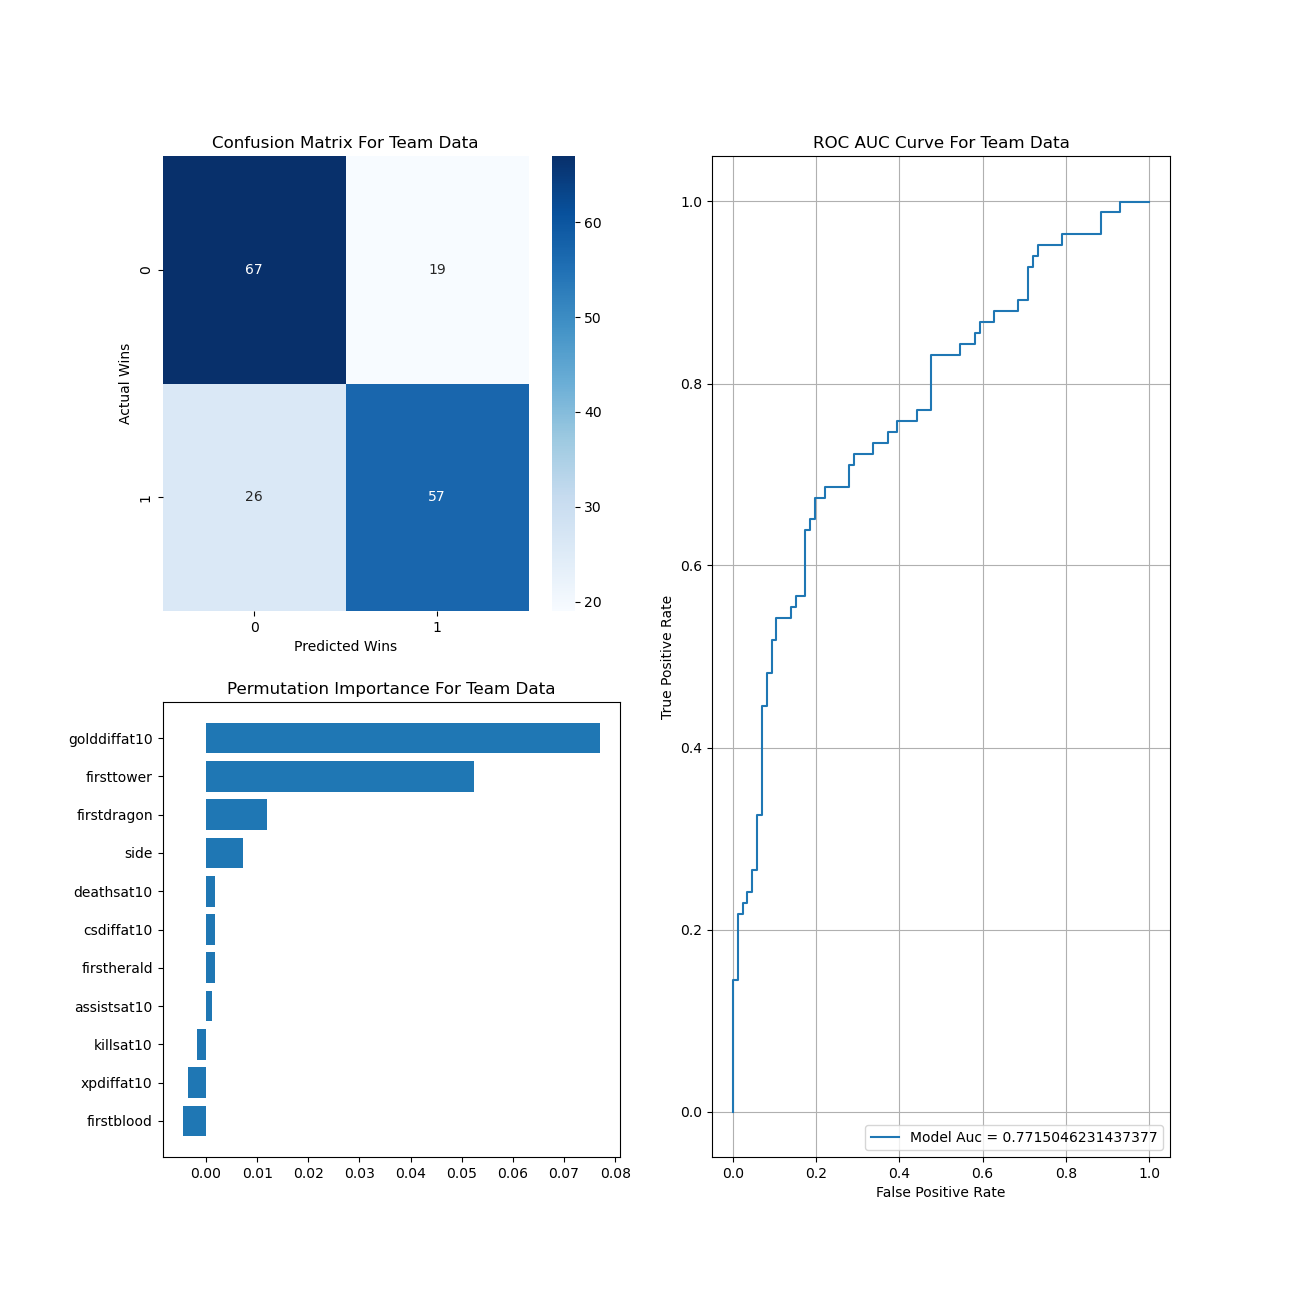 Confusion Matrix For Team Data
67
19
26
57
0
1
Actual Wins
0
1
Predicted Wins
60
50
40
30
20
Permutation Importance For Team Data
golddiffat10
firsttower
firstdragon
side
deathsat10
csdiffat10
firstherald
assistsat10
killsat10
xpdiffat10
firstblood
0.00 0.01 0.02 0.03 0.04 0.05 0.06 0.07 0.08
ROC AUC Curve For Team Data
1.0
0.8
0.6
0.4
0.2
0.0
True Positive Rate
Model Auc = 0.7715046231437377
0.0 0.2 0.4 0.6 0.8 1.0
False Positive Rate